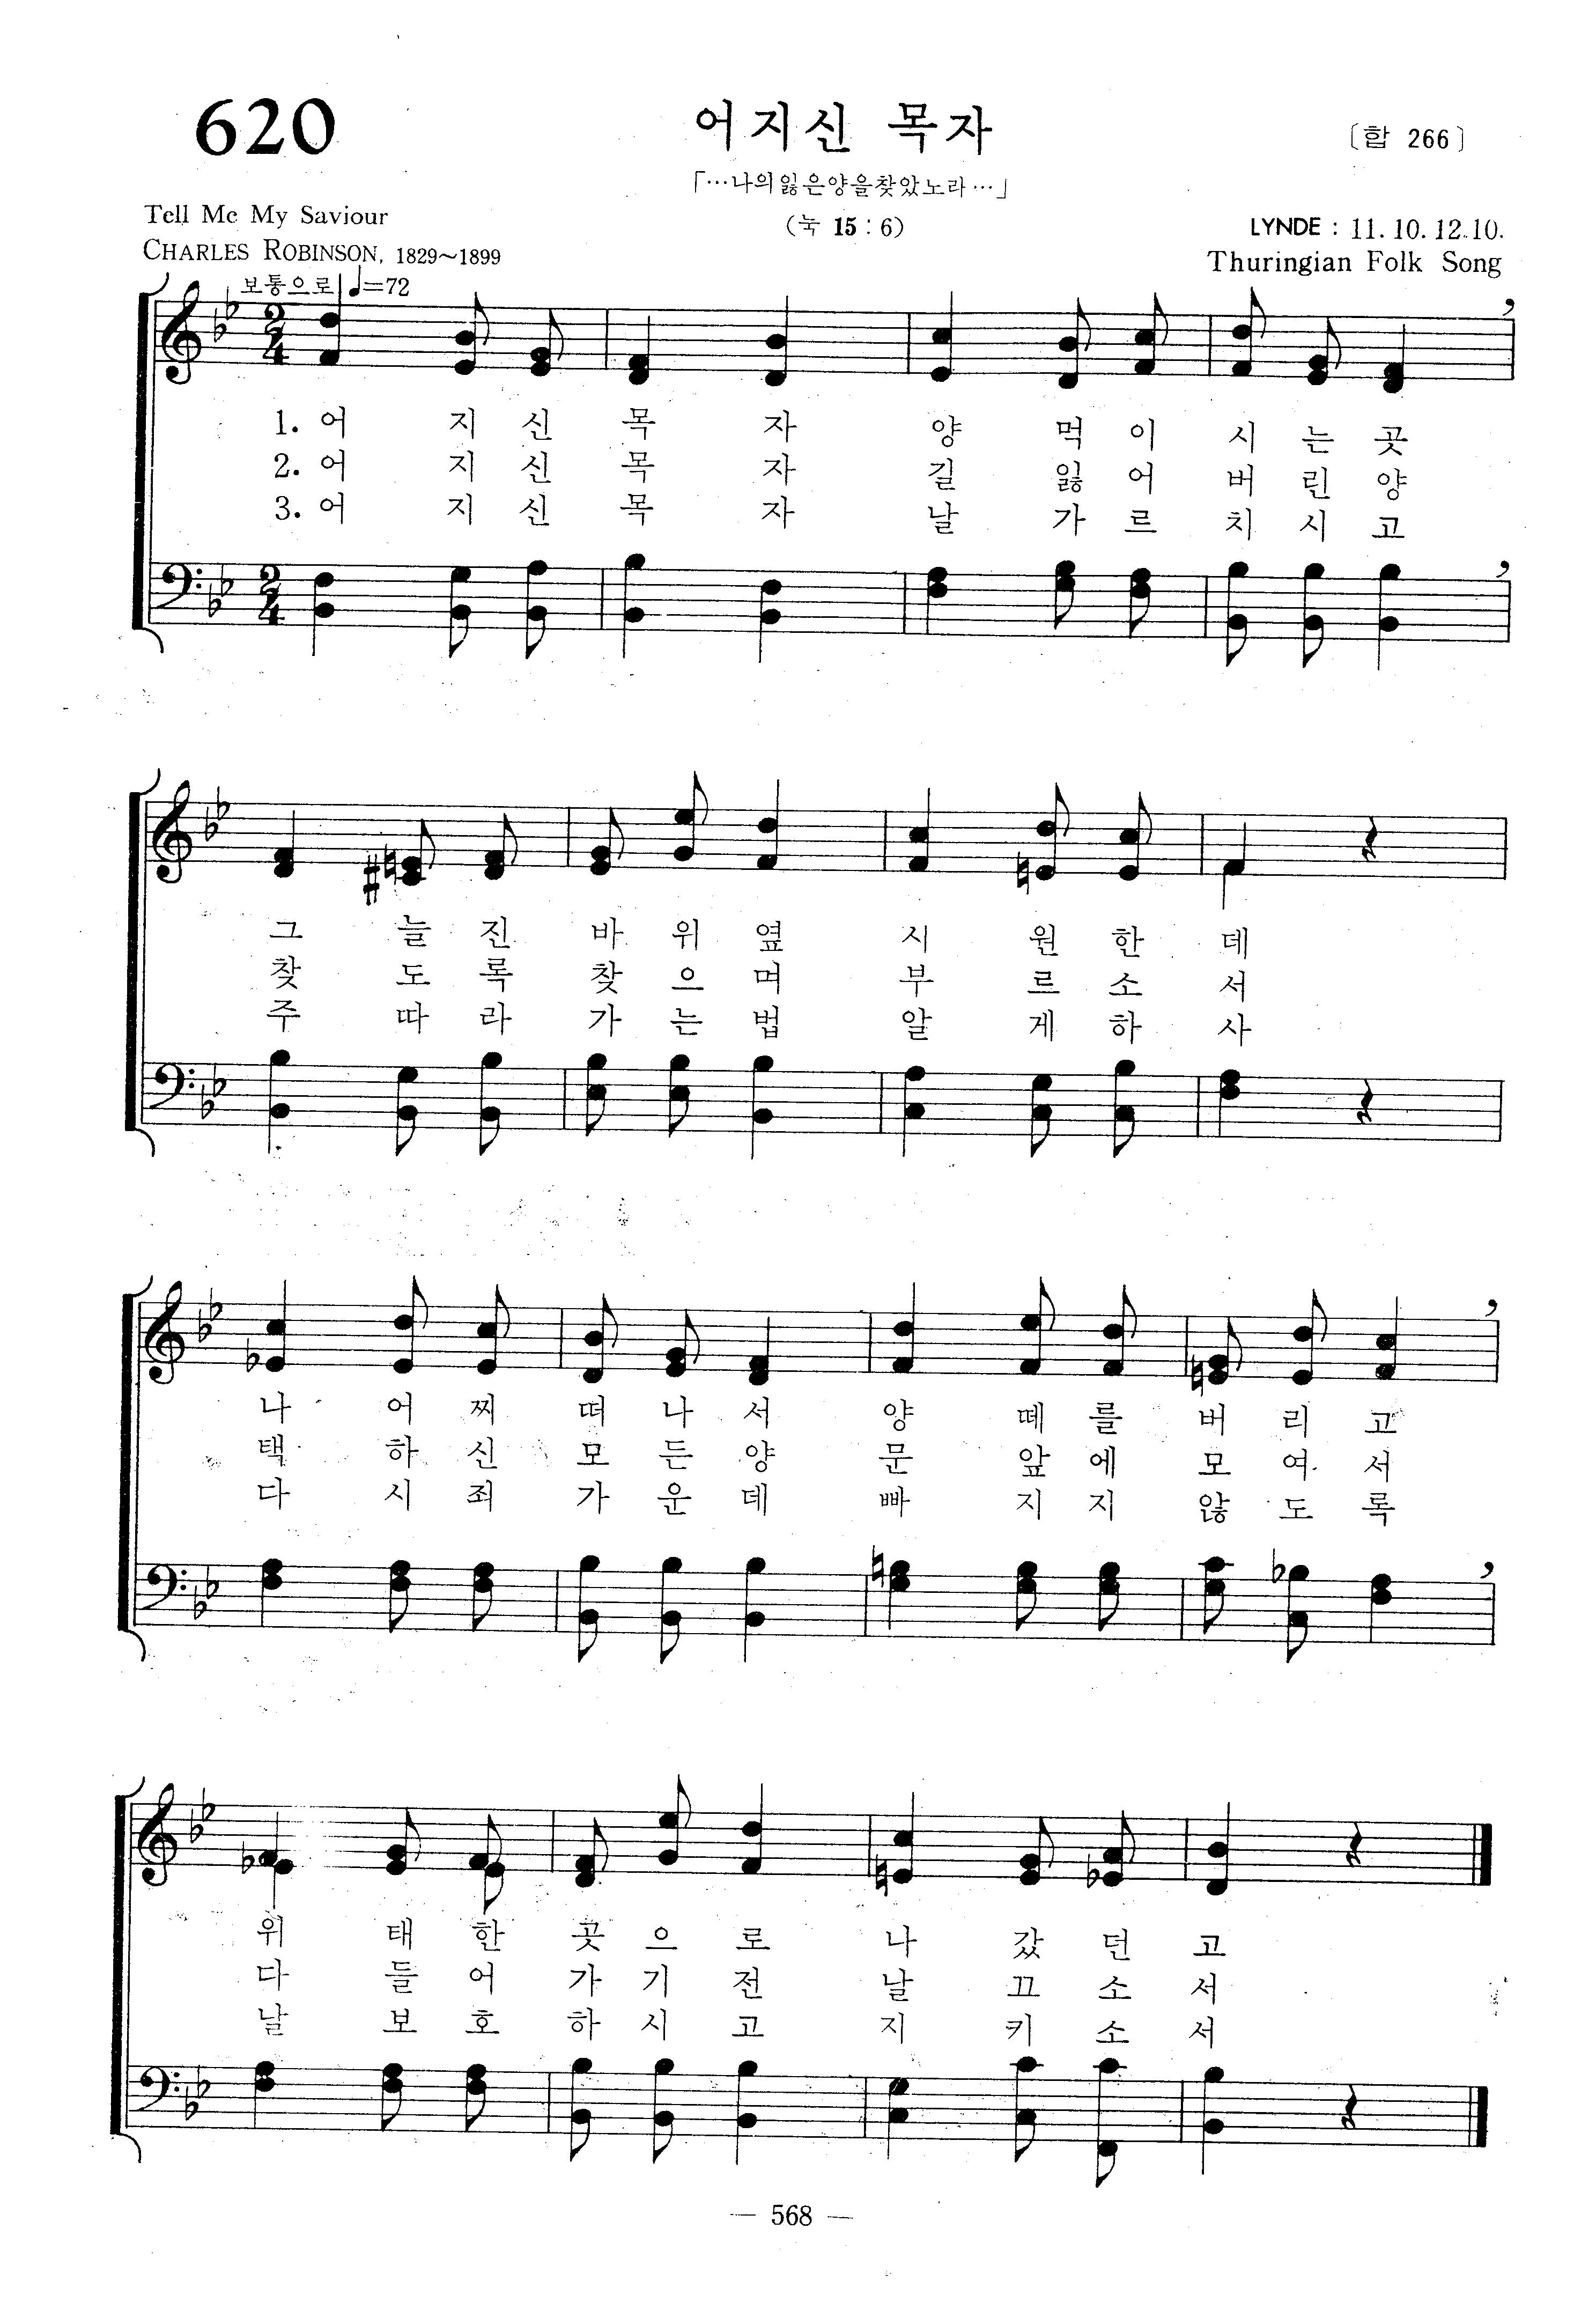 620
어지신 목자
〔합 266〕
「…나의잃은양을찾았노라…」
Tell Me My Saviour
(눅 15 : 6)
LYNDE : 11. 10. 12. 10.
CHARLES ROBINSON, 1829~1899
Thuringian Folk Song
보통으로 ♩=72
1. 어 지 신 목 자 양 먹 이 시 는 곳
2. 어 지 신 목 자 길 잃 어 버 린 양
3. 어 지 신 목 자 날 가 르 치 시 고
그 늘 진 바 위 옆 시 원 한 데
찾 도 록 찾 으 며 부 르 소 서
주 따 라 가 는 법 알 게 하 사
나 어 찌 떠 나 서 양 떼 를 버 리 고
택 하 신 모 든 양 문 앞 에 모 여 서
다 시 죄 가 운 데 빠 지 지 않 도 록
위 태 한 곳 으 로 나 갔 던 고
다 들 어 가 기 전 날 끄 소 서
날 보 호 하 시 고 지 키 소 서
— 568 —